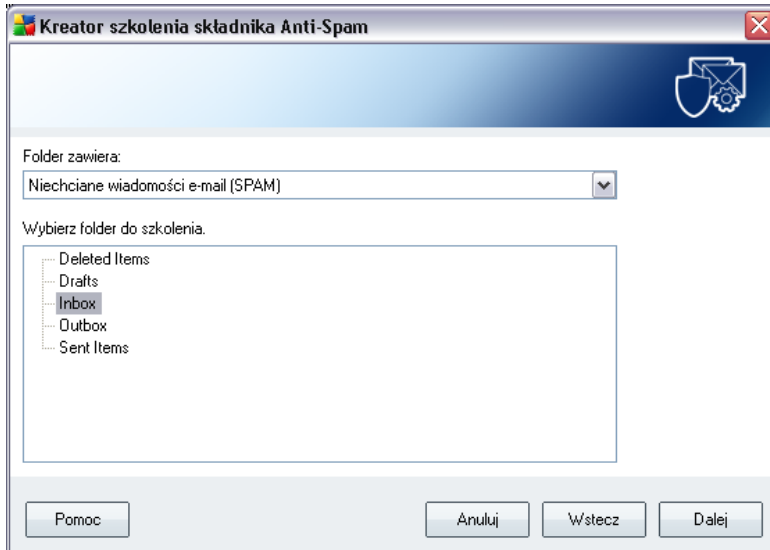 Kreator szkolenia składnika Anti-Spam
Folder zawiera:
Niechciane wiadomości e-mail (SPAM)
Wybierz folder do szkolenia.
Deleted Items
Drafts
Inbox
Outbox
Sent Items
Pomoc Anuluj Wstecz Dalej